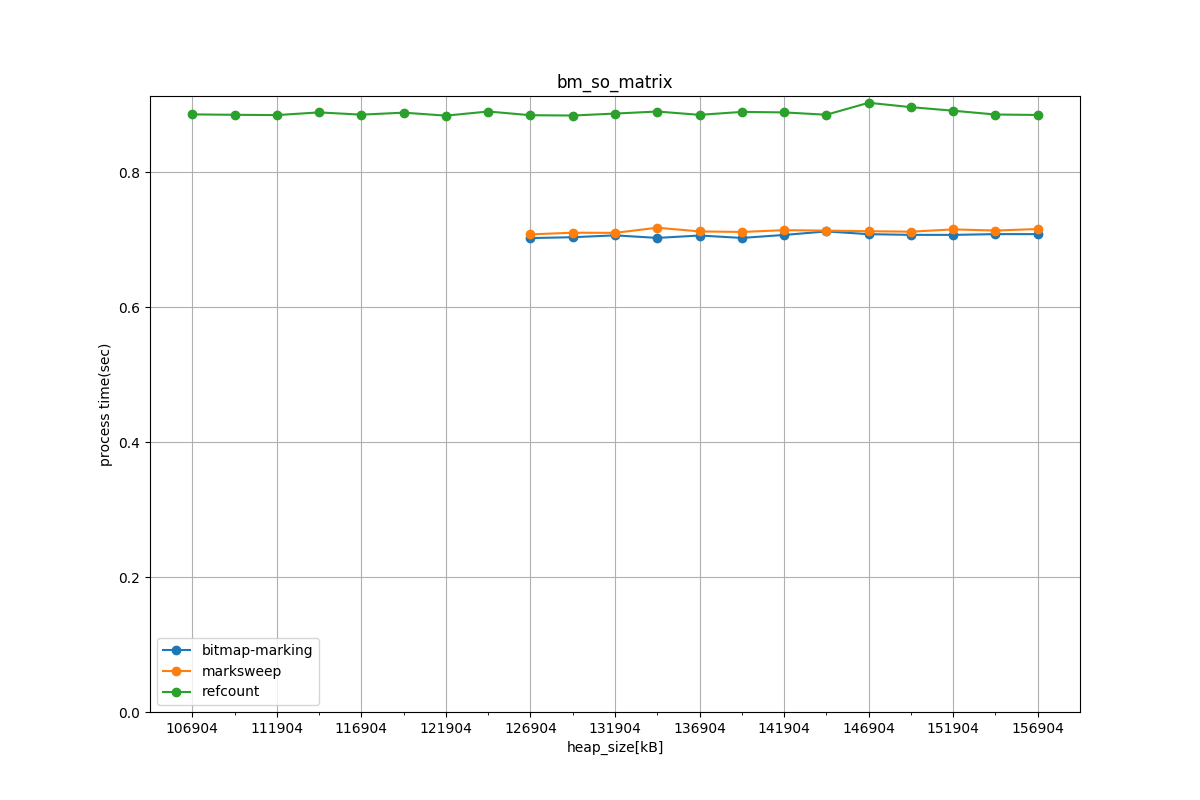 bm_so_matrix
process time(sec)
0.8
0.6
0.4
0.2
0.0
bitmap-marking
marksweep
refcount
106904 111904 116904 121904 126904 131904 136904 141904 146904 151904 156904
heap_size[kB]